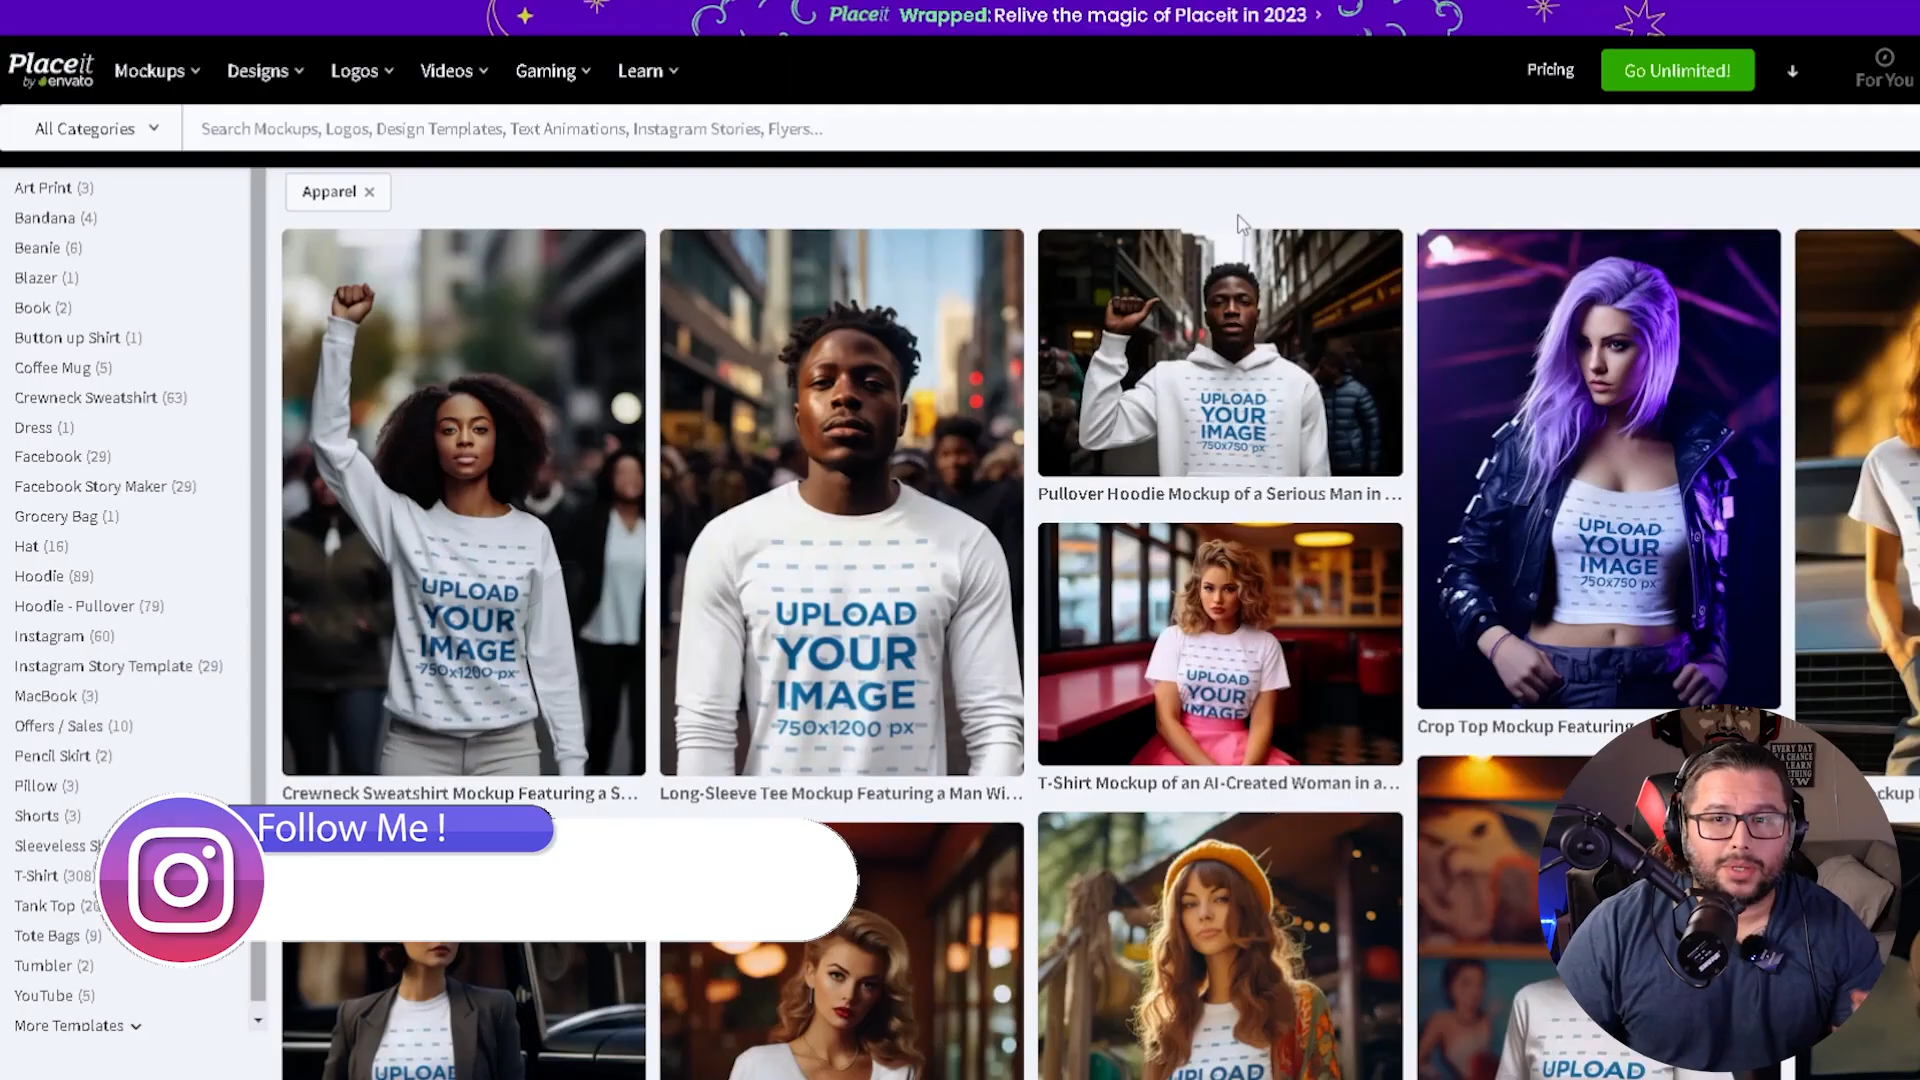 Placeit Wrapped: Relive the magic of Placeit in 2023 ›
Placeit
by envato
Mockups
Designs
Logos
Videos
Gaming
Learn
Pricing
Go Unlimited!
For You
All Categories
Search Mockups, Logos, Design Templates, Text Animations, Instagram Stories, Flyers...
Art Print (3)
Bandana (4)
Beanie (6)
Blazer (1)
Book (2)
Button up Shirt (1)
Coffee Mug (5)
Crewneck Sweatshirt (63)
Dress (1)
Facebook (29)
Facebook Story Maker (29)
Grocery Bag (1)
Hat (16)
Hoodie (89)
Hoodie - Pullover (79)
Instagram (60)
Instagram Story Template (29)
MacBook (3)
Offers / Sales (10)
Pencil Skirt (2)
Pillow (3)
Shorts (3)
Sleeveless
T-Shirt (308)
Tank Top
Tote Bags (9)
Tumbler (2)
YouTube (5)
More Templates
Apparel ×
UPLOAD
YOUR
IMAGE
750x1200 px
Crewneck Sweatshirt Mockup Featuring a S...
UPLOAD
YOUR
IMAGE
750x1200 px
Long-Sleeve Tee Mockup Featuring a Man Wi...
UPLOAD
YOUR
IMAGE
750x750 px
Pullover Hoodie Mockup of a Serious Man in ...
UPLOAD
YOUR
IMAGE
T-Shirt Mockup of an AI-Created Woman in a...
UPLOAD
YOUR
IMAGE
750x750 px
Crop Top Mockup Featuring
Follow Me !
UPLOAD
UPLOAD
UPLOAD
EVERY DAY
IS A CHANCE